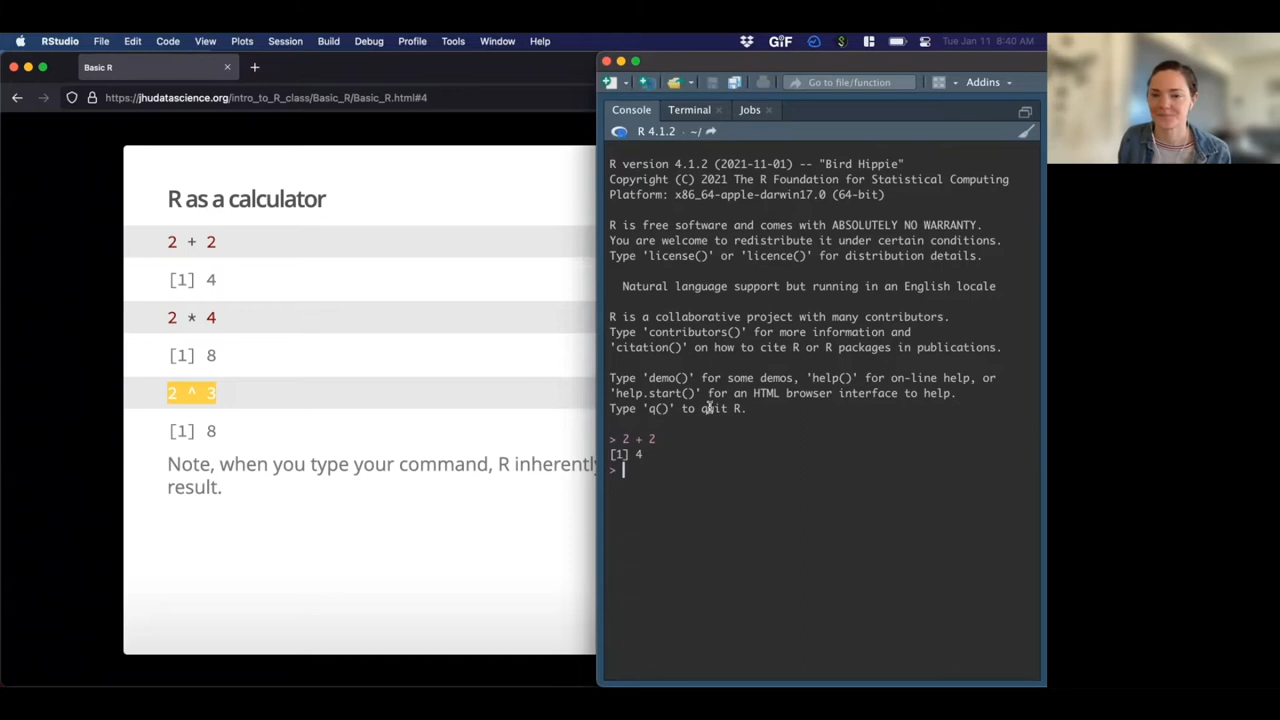 RStudio File Edit Code View Plots Session Build Debug Profile Tools Window Help GIF Tue Jan 11 8:40 AM
Basic R
https://jhudatascience.org/intro_to_R_class/Basic_R/Basic_R.html#4
R as a calculator
2 + 2
[1] 4
2 * 4
[1] 8
2 ^ 3
[1] 8
Note, when you type your command, R inherently
result.
Go to file/function Addins
Console Terminal Jobs
R 4.1.2 · ~/
R version 4.1.2 (2021-11-01) -- "Bird Hippie"
Copyright (C) 2021 The R Foundation for Statistical Computing
Platform: x86_64-apple-darwin17.0 (64-bit)
R is free software and comes with ABSOLUTELY NO WARRANTY.
You are welcome to redistribute it under certain conditions.
Type 'license()' or 'licence()' for distribution details.
Natural language support but running in an English locale
R is a collaborative project with many contributors.
Type 'contributors()' for more information and
'citation()' on how to cite R or R packages in publications.
Type 'demo()' for some demos, 'help()' for on-line help, or
'help.start()' for an HTML browser interface to help.
Type 'q()' to quit R.
> 2 + 2
[1] 4
>